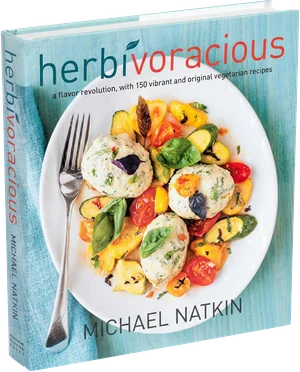 herbivoracious
a flavor revolution, with 150 vibrant and original vegetarian recipes
MICHAEL NATKIN
herbivoracious
MICHAEL NATKIN